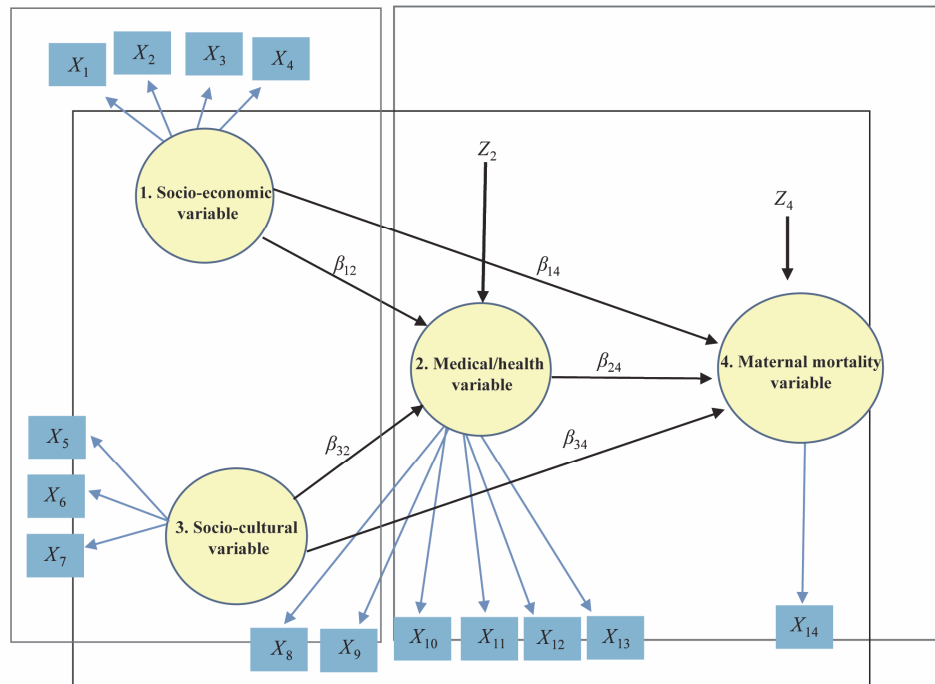 X₁
X₂
X₃
X₄
Z₂
1. Socio-economic
variable
Z₄
β₁₂
β₁₄
2. Medical/health
variable
β₂₄
4. Maternal mortality
variable
X₅
β₃₂
β₃₄
X₆
3. Socio-cultural
variable
X₇
X₈
X₉
X₁₀
X₁₁
X₁₂
X₁₃
X₁₄